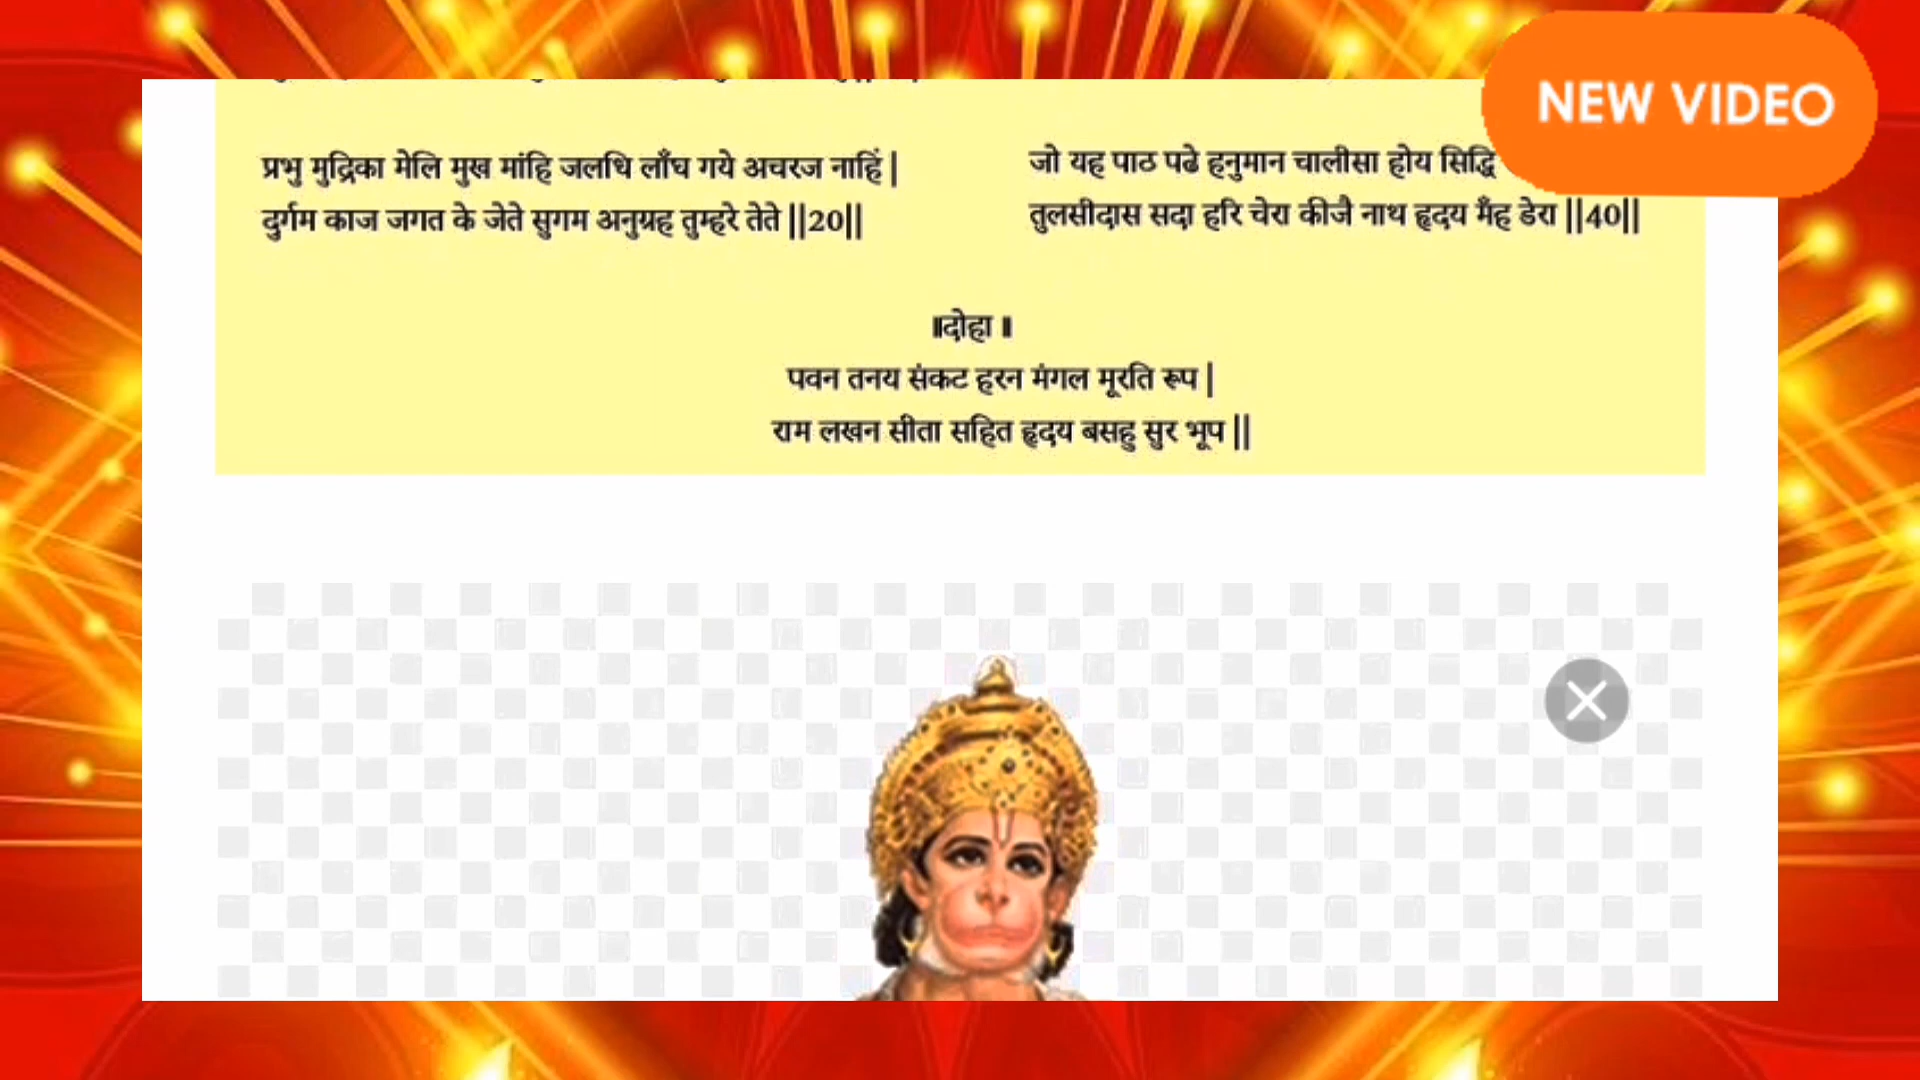 NEW VIDEO
प्रभु मुद्रिका मेलि मुख मांहि जलधि लाँघ गये अचरज नाहिं |
दुर्गम काज जगत के जेते सुगम अनुग्रह तुम्हरे तेते ||20||
जो यह पाठ पढे हनुमान चालीसा होय सिद्धि
तुलसीदास सदा हरि चेरा कीजै नाथ हृदय मँह डेरा ||40||
॥दोहा ॥
पवन तनय संकट हरन मंगल मूरति रूप |
राम लखन सीता सहित हृदय बसहु सुर भूप ||